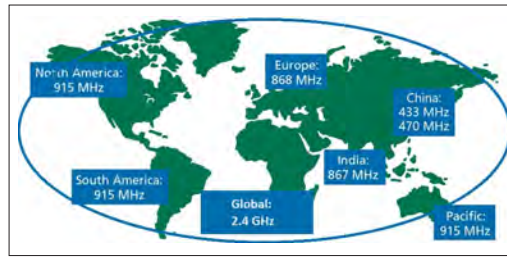 North America:
915 MHz
Europe:
868 MHz
China:
433 MHz
470 MHz
India:
867 MHz
South America:
915 MHz
Global:
2.4 GHz
Pacific:
915 MHz